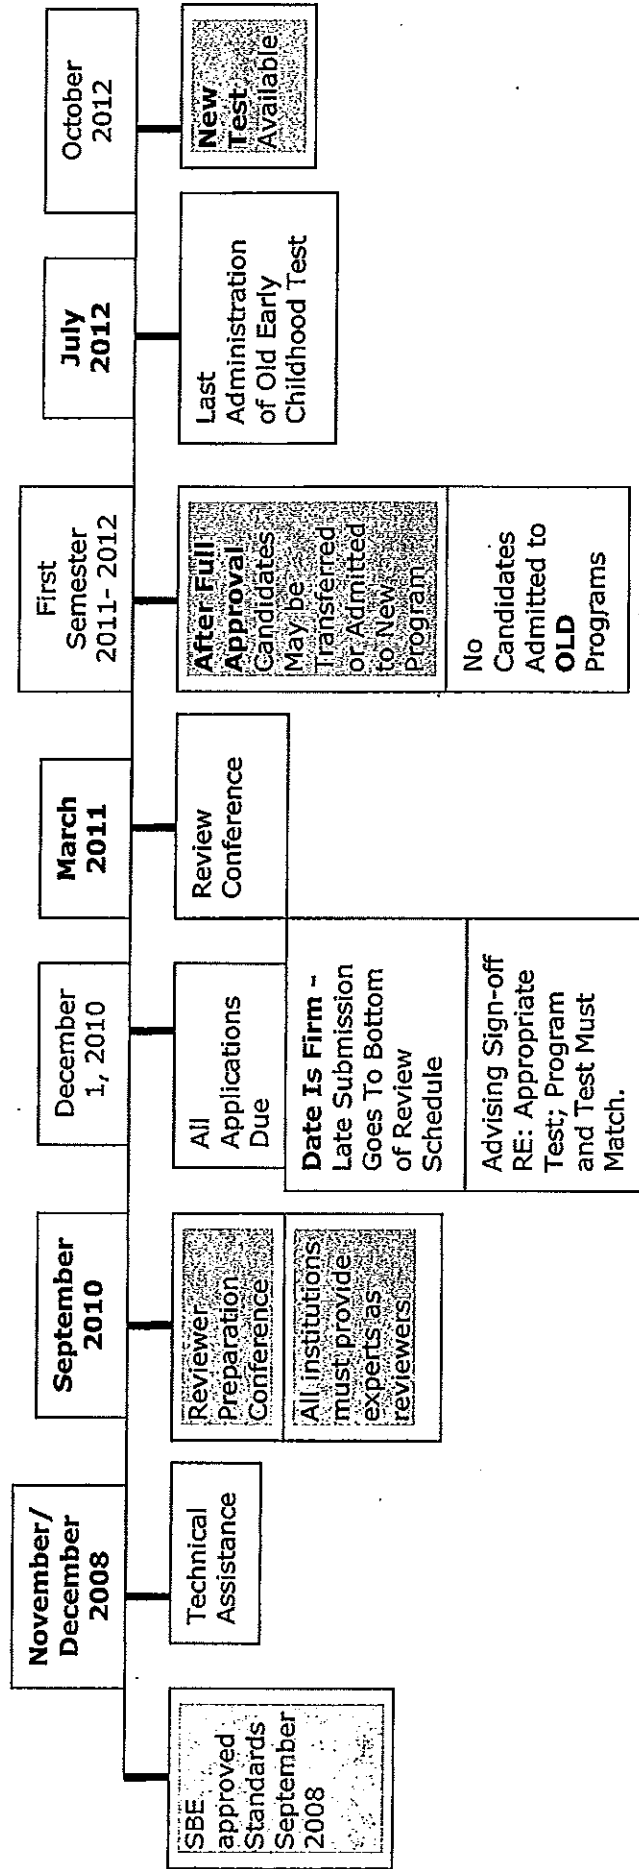 SBE
approved
Standards
September
2008
November/
December
2008
Technical
Assistance
September
2010
Reviewer
Preparation
Conference
All institutions
must provide
experts as
reviewers
December
1, 2010
All
Applications
Due
Date Is Firm –
Late Submission
Goes To Bottom
of Review
Schedule
Advising Sign-off
RE: Appropriate
Test; Program
and Test Must
Match.
March
2011
Review
Conference
First
Semester
2011- 2012
After Full
Approval
Candidates
May be
Transferred
or Admitted
to New
Program
No
Candidates
Admitted to
OLD
Programs
July
2012
Last
Administration
of Old Early
Childhood Test
October
2012
New
Test
Available